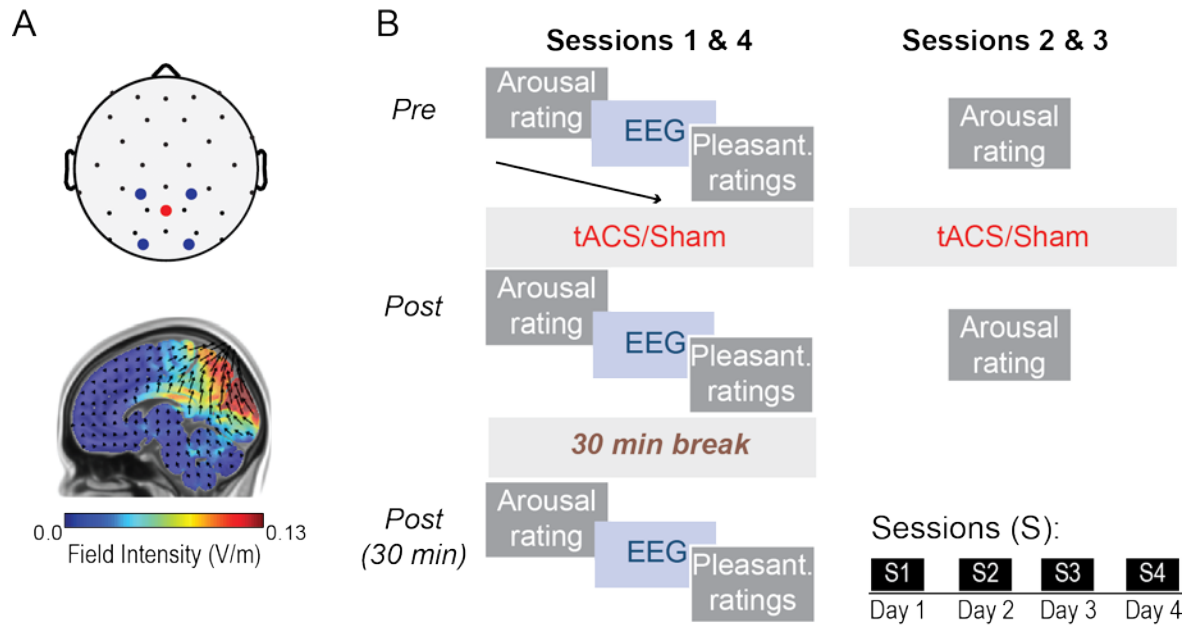 A
B
Sessions 1 & 4
Sessions 2 & 3
Pre
Arousal
rating
EEG
Pleasant.
ratings
Arousal
rating
tACS/Sham
tACS/Sham
Post
Arousal
rating
EEG
Pleasant.
ratings
Arousal
rating
30 min break
Post
(30 min)
Arousal
rating
EEG
Pleasant.
ratings
0.0
0.13
Field Intensity (V/m)
Sessions (S):
S1 S2 S3 S4
Day 1 Day 2 Day 3 Day 4